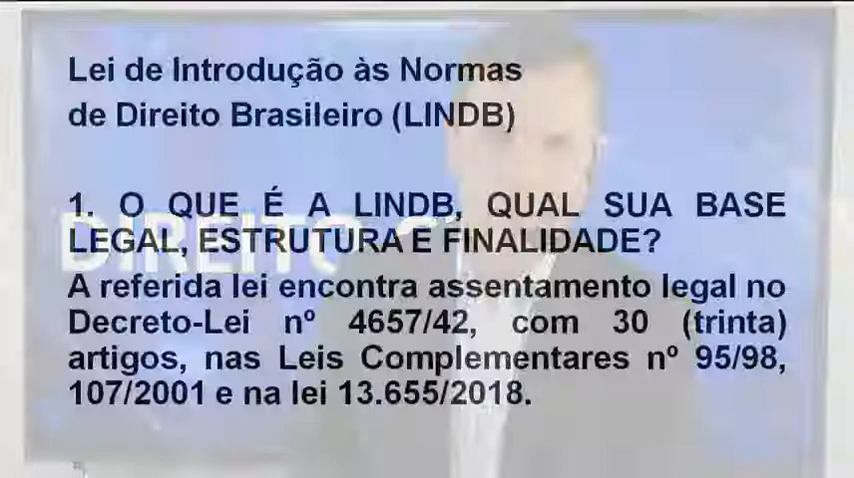 Lei de Introdução às Normas
de Direito Brasileiro (LINDB)
1. O QUE É A LINDB, QUAL SUA BASE
LEGAL, ESTRUTURA E FINALIDADE?
A referida lei encontra assentamento legal no
Decreto-Lei nº 4657/42, com 30 (trinta)
artigos, nas Leis Complementares nº 95/98,
107/2001 e na lei 13.655/2018.
DIREITO